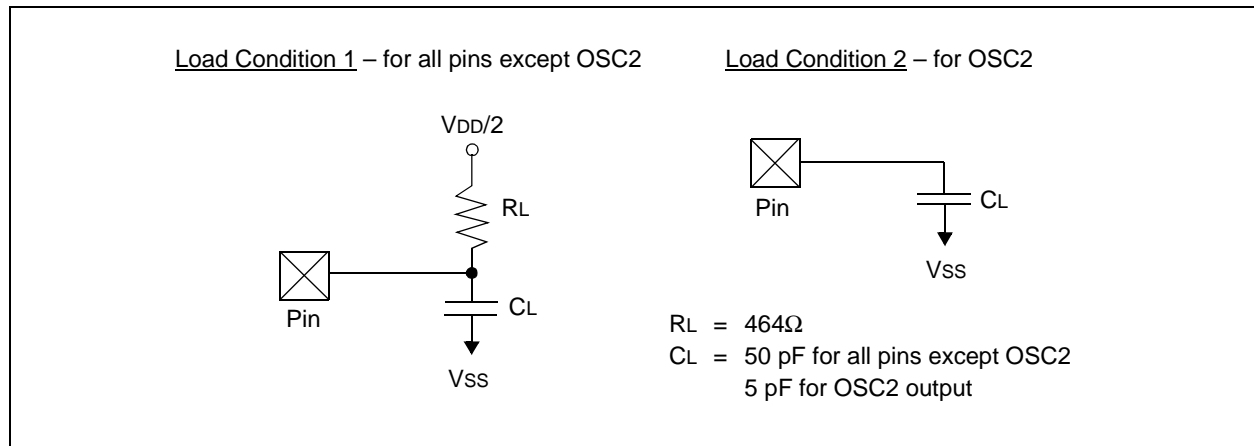 Load Condition 1 – for all pins except OSC2
VDD/2
RL
Pin
CL
VSS
Load Condition 2 – for OSC2
Pin
CL
VSS
RL = 464Ω
CL = 50 pF for all pins except OSC2
5 pF for OSC2 output